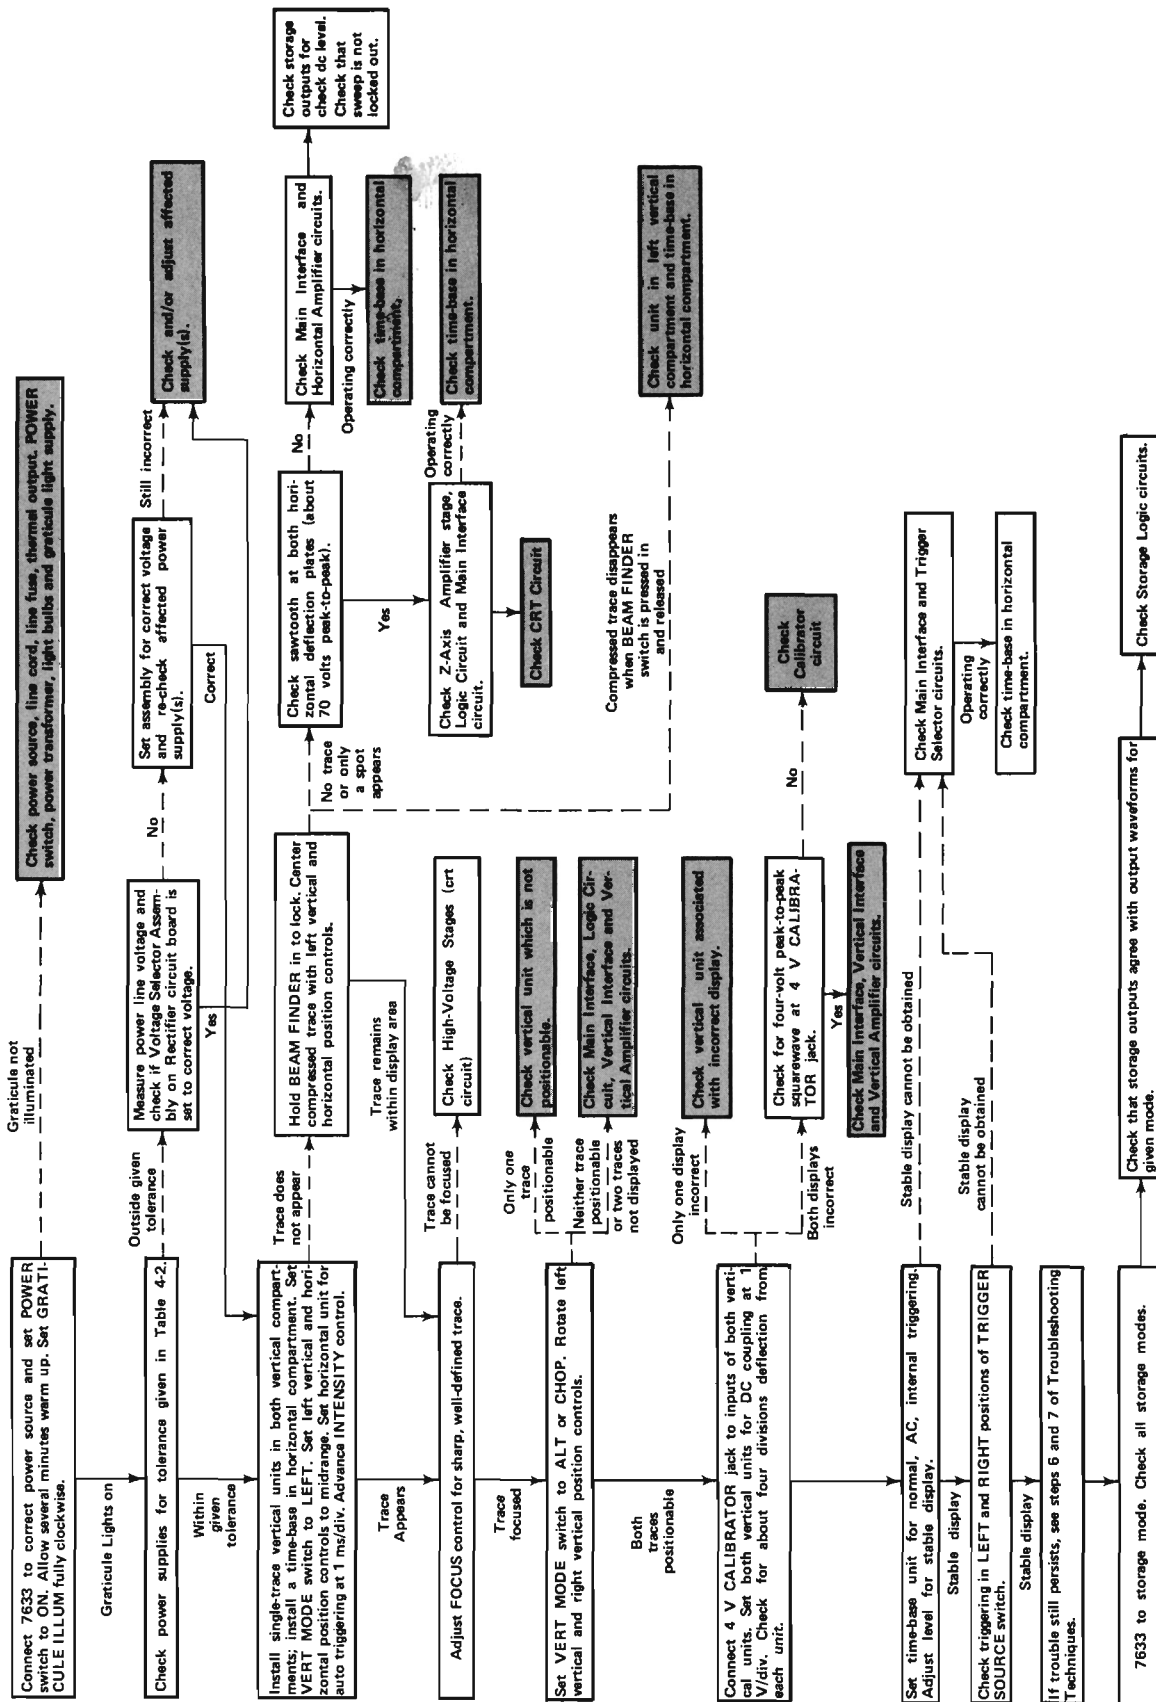 Connect 7633 to correct power source and set POWER
switch to ON. Allow several minutes warm up. Set GRATI-
CULE ILLUM fully clockwise.
Graticule not
illuminated
Check power source, line cord, line fuse, thermal output. POWER
switch, power transformer, light bulbs and graticule light supply.
Graticule Lights on
Check power supplies for tolerance given in Table 4-2.
Outside given
tolerance
Measure power line voltage and
check if Voltage Selector Assem-
bly on Rectifier circuit board is
set to correct voltage.
No
Set assembly for correct voltage
and re-check affected power
supply(s).
Still incorrect
Check and/or adjust affected
supply(s).
Yes
Correct
Within
given
tolerance
Install single-trace vertical units in both vertical compart-
ments; install a time-base in horizontal compartment. Set
VERT MODE switch to LEFT. Set left vertical and hori-
zontal position controls to midrange. Set horizontal unit for
auto triggering at 1 ms/div. Advance INTENSITY control.
Trace does
not appear
Hold BEAM FINDER in to lock. Center
compressed trace with left vertical and
horizontal position controls.
No trace
or only
a spot
appears
Check sawtooth at both hori-
zontal deflection plates (about
70 volts peak-to-peak).
No
Check Main Interface and
Horizontal Amplifier circuits.
Check storage
outputs for
check dc level.
Check that
sweep is not
locked out.
Operating correctly
Check time-base in horizontal
compartment.
Yes
Check Z-Axis Amplifier stage,
Logic Circuit and Main Interface
circuit.
Operating
correctly
Check time-base in horizontal
compartment.
Check CRT Circuit
Compressed trace disappears
when BEAM FINDER
switch is pressed in
and released
Check unit in left vertical
compartment and time-base in
horizontal compartment.
Trace remains
within display area
Trace
Appears
Adjust FOCUS control for sharp, well-defined trace.
Trace cannot
be focused
Check High-Voltage Stages (crt
circuit)
Trace
focused
Set VERT MODE switch to ALT or CHOP. Rotate left
vertical and right vertical position controls.
Only one
trace
positionable
Check vertical unit which is not
positionable.
Neither trace
positionable
or two traces
not displayed
Check Main Interface, Logic Cir-
cuit, Vertical Interface and Ver-
tical Amplifier circuits.
Both
traces
positionable
Connect 4 V CALIBRATOR jack to inputs of both verti-
cal units. Set both vertical units for DC coupling at 1
V/div. Check for about four divisions deflection from
each unit.
Only one display
incorrect
Check vertical unit associated
with incorrect display.
Both displays
incorrect
Check for four-volt peak-to-peak
squarewave at 4 V CALIBRA-
TOR jack.
No
Check
Calibrator
circuit
Yes
Check Main Interface, Vertical Interface
and Vertical Amplifier circuits.
Set time-base unit for normal, AC, internal triggering.
Adjust level for stable display.
Stable display cannot be obtained
Check Main Interface and Trigger
Selector circuits.
Operating
correctly
Check time-base in horizontal
compartment.
Stable display
Check triggering in LEFT and RIGHT positions of TRIGGER
SOURCE switch.
Stable display
cannot be obtained
Stable display
If trouble still persists, see steps 6 and 7 of Troubleshooting
Techniques.
7633 to storage mode. Check all storage modes.
Check that storage outputs agree with output waveforms for
given mode.
Check Storage Logic circuits.